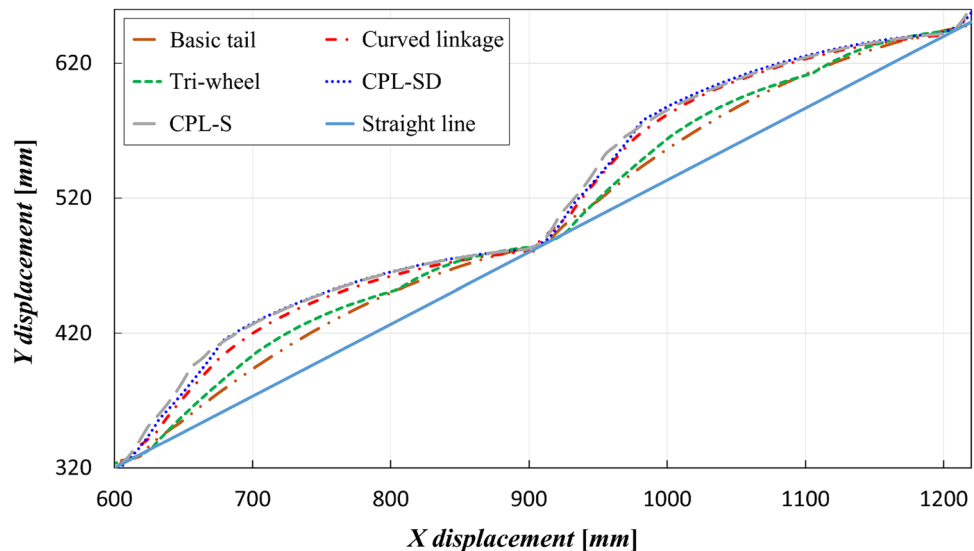 Basic tail
Curved linkage
Tri-wheel
CPL-SD
CPL-S
Straight line
Y displacement [mm]
620
520
420
320
600 700 800 900 1000 1100 1200
X displacement [mm]